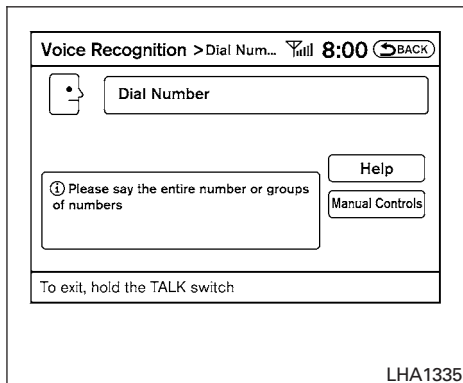 Voice Recognition > Dial Num... 8:00 BACK
Dial Number
Help
ⓘ Please say the entire number or groups
of numbers
Manual Controls
To exit, hold the TALK switch
LHA1335